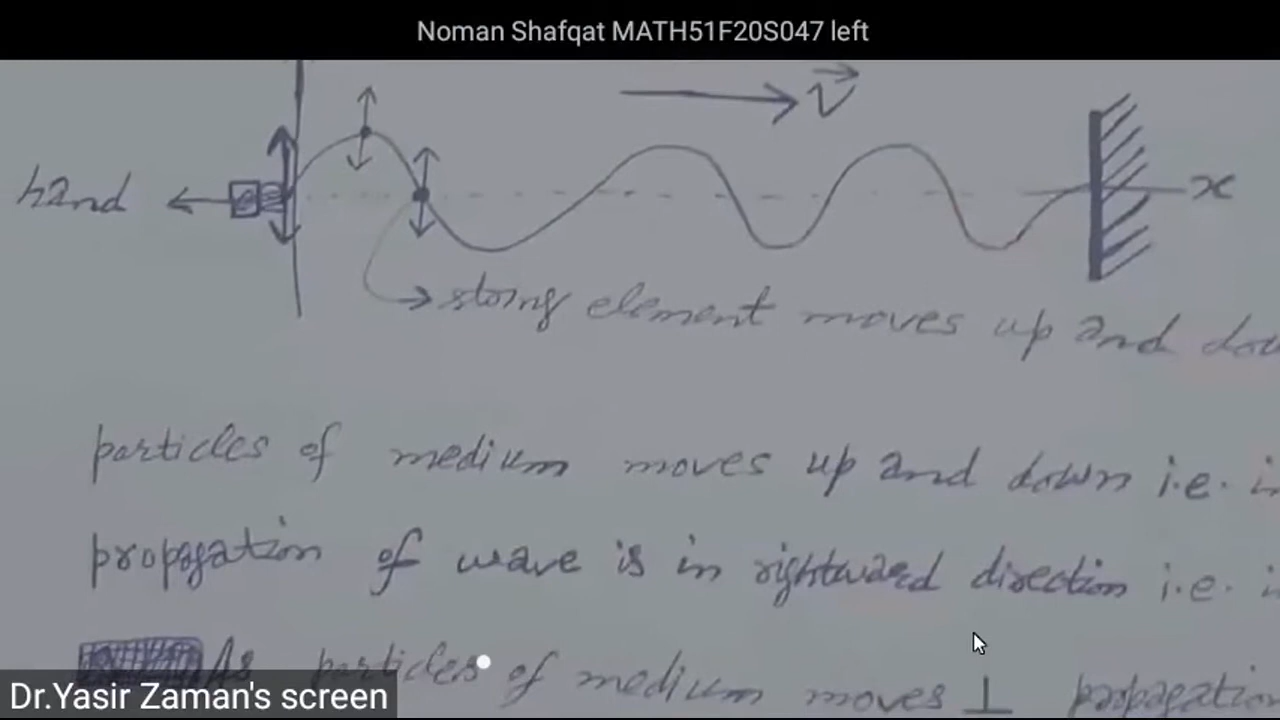 Noman Shafqat MATH51F20S047 left
v
hand
x
string element moves up and
particles of medium moves up and down i.e.
propagation of wave is in rightward direction i.e.
As particles of medium moves ⊥ propagation
Dr.Yasir Zaman's screen